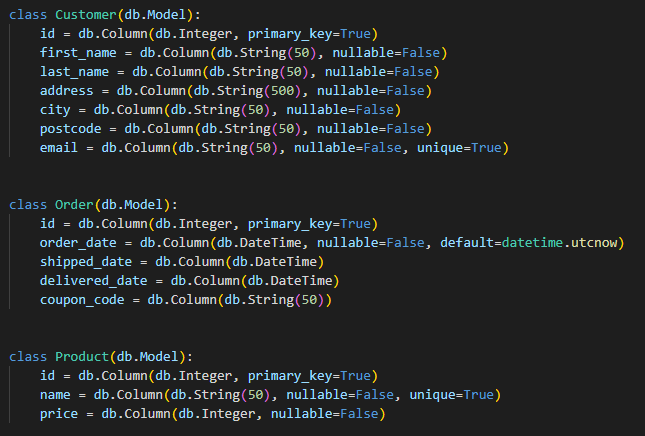 class Customer(db.Model):
    id = db.Column(db.Integer, primary_key=True)
    first_name = db.Column(db.String(50), nullable=False)
    last_name = db.Column(db.String(50), nullable=False)
    address = db.Column(db.String(500), nullable=False)
    city = db.Column(db.String(50), nullable=False)
    postcode = db.Column(db.String(50), nullable=False)
    email = db.Column(db.String(50), nullable=False, unique=True)
class Order(db.Model):
    id = db.Column(db.Integer, primary_key=True)
    order_date = db.Column(db.DateTime, nullable=False, default=datetime.utcnow)
    shipped_date = db.Column(db.DateTime)
    delivered_date = db.Column(db.DateTime)
    coupon_code = db.Column(db.String(50))
class Product(db.Model):
    id = db.Column(db.Integer, primary_key=True)
    name = db.Column(db.String(50), nullable=False, unique=True)
    price = db.Column(db.Integer, nullable=False)